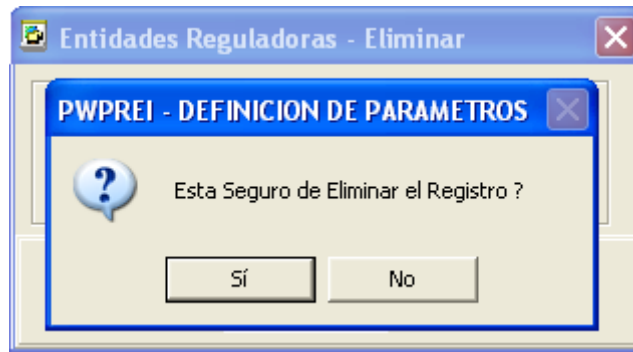 Entidades Reguladoras - Eliminar
PWPREI - DEFINICION DE PARAMETROS
Esta Seguro de Eliminar el Registro ?
Sí
No